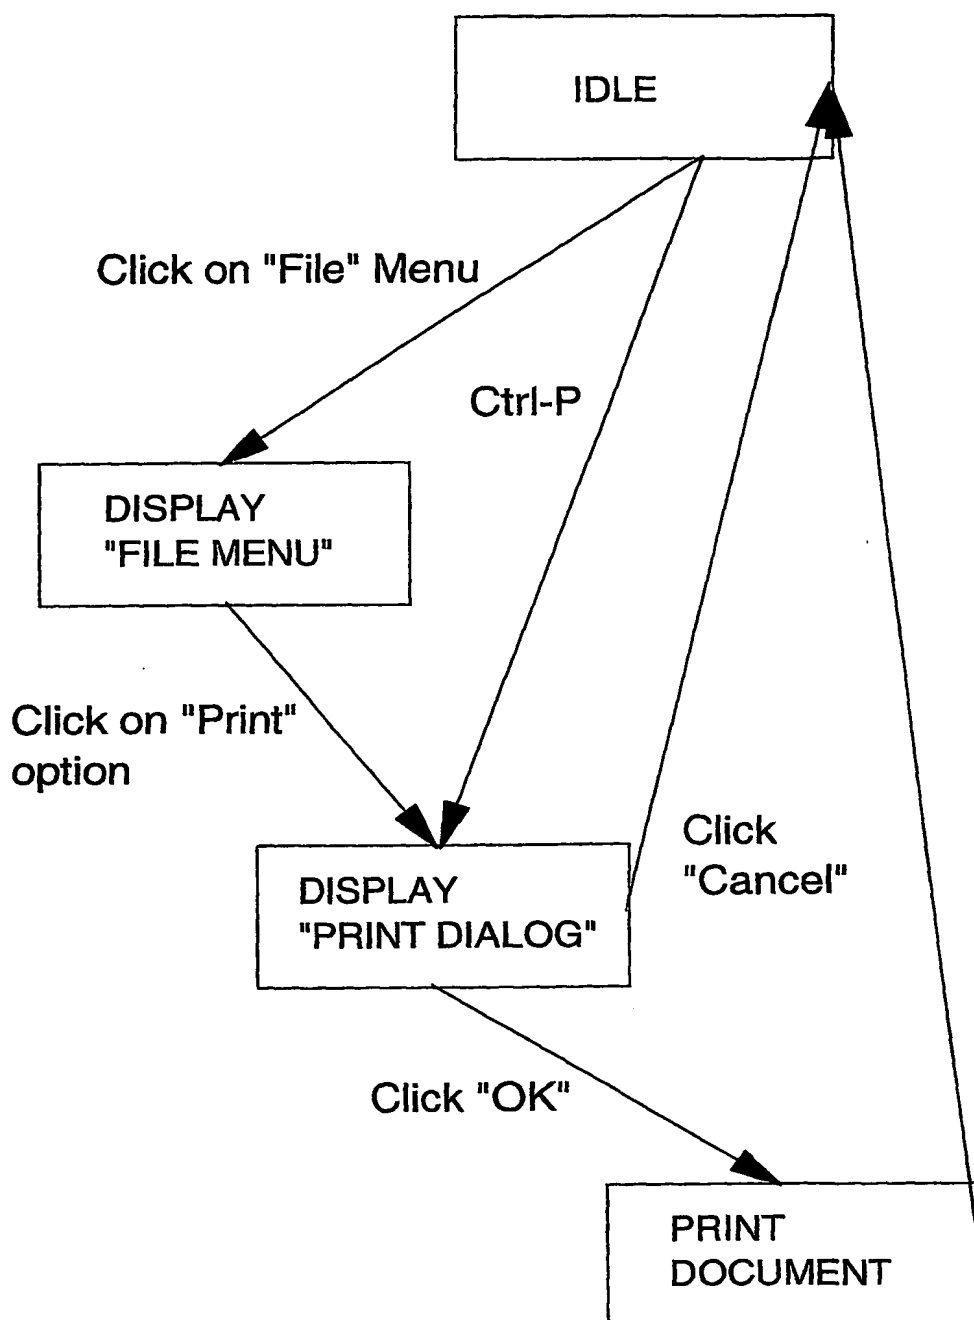 IDLE
Click on "File" Menu
Ctrl-P
DISPLAY
"FILE MENU"
Click on "Print"
option
Click
"Cancel"
DISPLAY
"PRINT DIALOG"
Click "OK"
PRINT
DOCUMENT